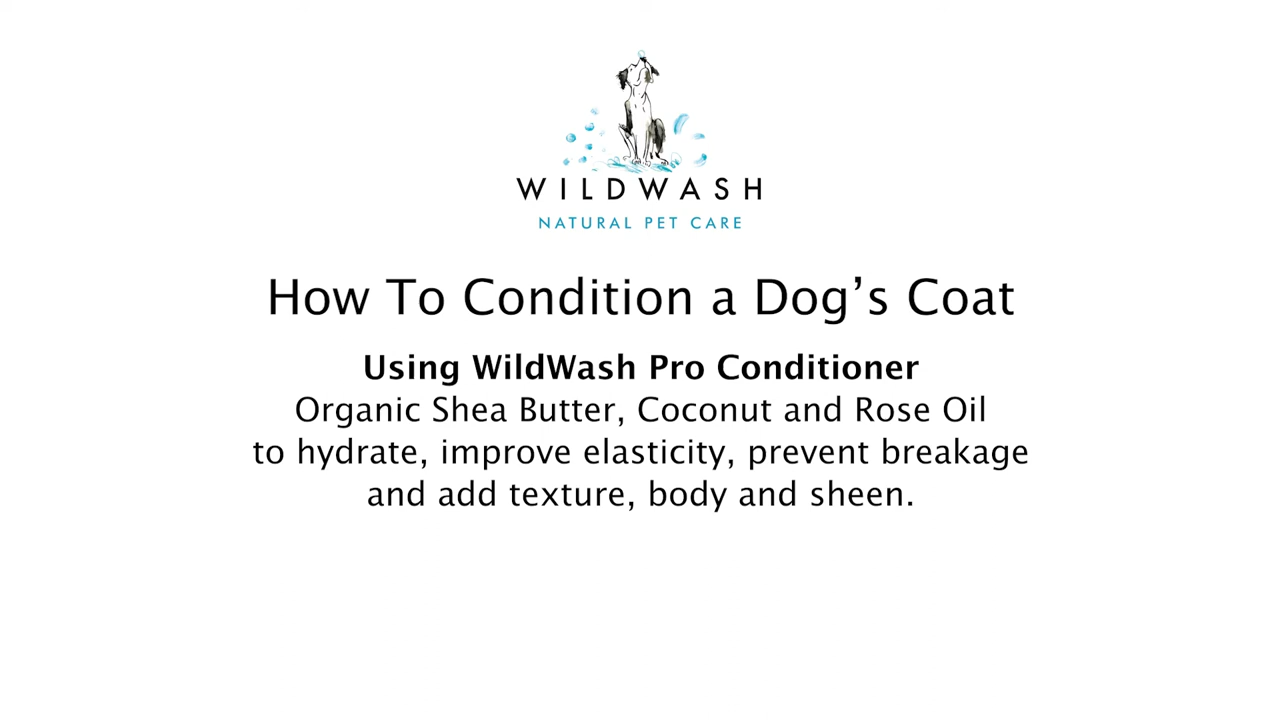 WILDWASH
NATURAL PET CARE
How To Condition a Dog’s Coat
Using WildWash Pro Conditioner
Organic Shea Butter, Coconut and Rose Oil
to hydrate, improve elasticity, prevent breakage
and add texture, body and sheen.